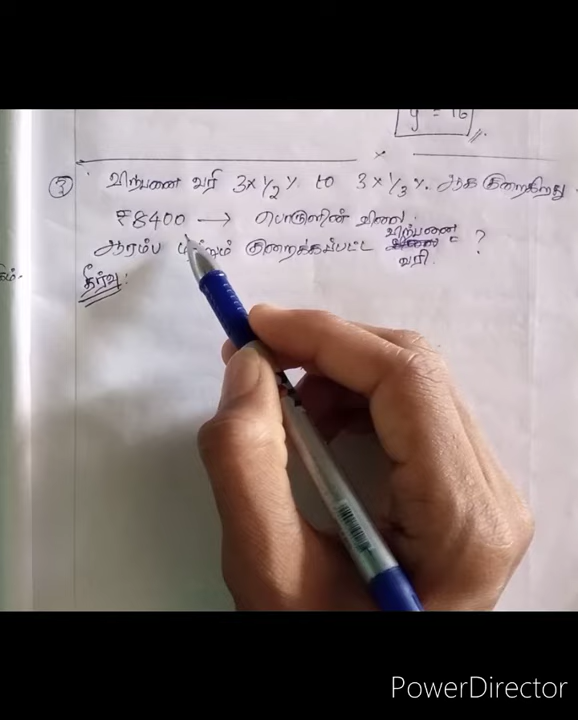 y = 16
③ விற்பனை வரி 3 x 1/2 % to 3 x 1/3 %. ஆக குறைகிறது.
₹8400 → பொருளின் விலை.
ஆரம்ப மற்றும் குறைக்கப்பட்ட விற்பனை வரி ?
தீர்வு:
PowerDirector